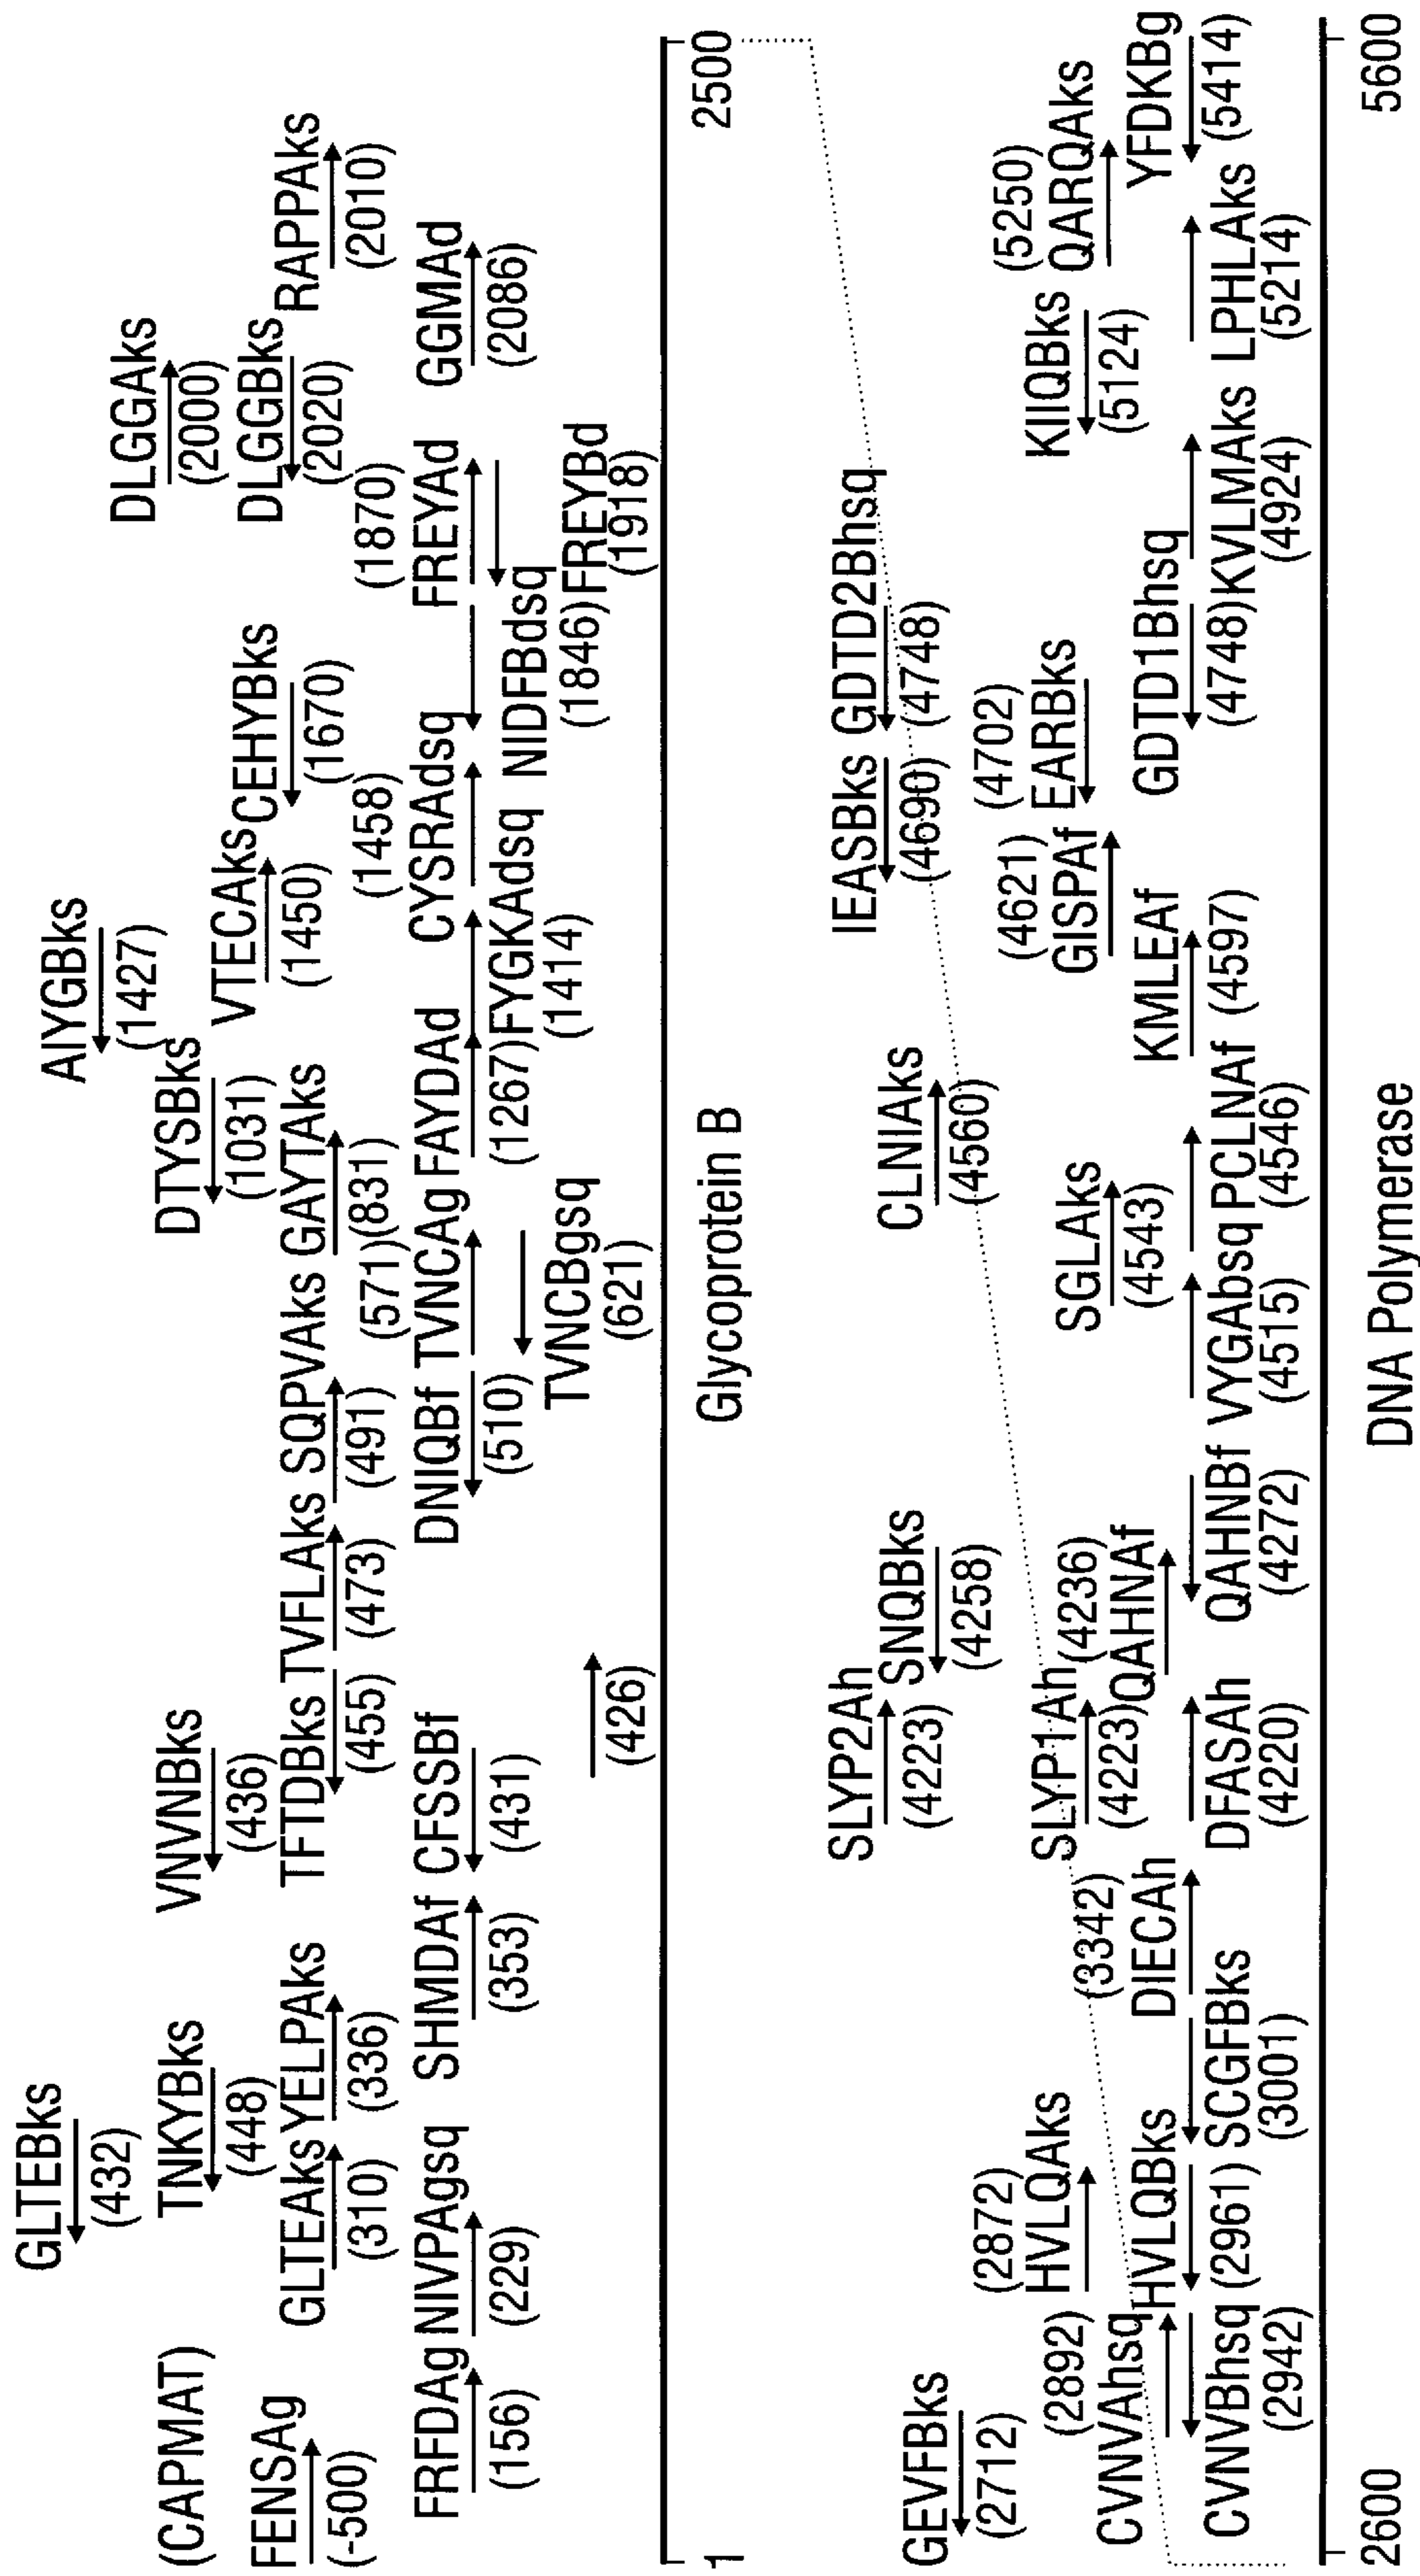 GLTEBks
(432)
AIYGBks
(1427)
DLGGAks
(2000)
(CAPMAT)
TNKYBks
(448)
VNVNBks
(436)
DTYSBks
(1031)
VTECAks
(1450)
CEHYBks
(1670)
DLGGBks
(2020)
RAPPAks
(2010)
FENSAg
(-500)
GLTEAks
(310)
YELPAks
(336)
TFTDBks
(455)
TVFLAks
(473)
SQPVAks
(491)
GAYTAks
(831)
FRFDAg
(156)
NIVPAgsq
(229)
SHMDAf
(353)
CFSSBf
(431)
DNIQBf
(510)
(571)
TVNCAg
FAYDAd
(1267)
(1458)
CYSRAdsq
(1870)
FREYAd
GGMAd
(2086)
(426)
TVNCBgsq
(621)
FYGKAdsq
(1414)
NIDFBdsq
(1846)
FREYBd
(1918)
1
Glycoprotein B
2500
GEVFBks
(2712)
SLYP2Ah
(4223)
SNQBks
(4258)
CLNIAks
(4560)
IEASBks
(4690)
GDTD2Bhsq
(4748)
(2892)
CVNVAhsq
(2872)
HVLQAks
(3342)
DIECAh
SLYP1Ah
(4223)
(4236)
QAHNAf
SGLAks
(4543)
(4621)
GISPAf
(4702)
EARBks
KIIQBks
(5124)
(5250)
QARQAks
CVNVBhsq
(2942)
HVLQBks
(2961)
SCGFBks
(3001)
DFASAh
(4220)
QAHNBf
(4272)
VYGAbsq
(4515)
PCLNAf
(4546)
KMLEAf
(4597)
GDTD1Bhsq
(4748)
KVLMAks
(4924)
LPHLAks
(5214)
YFDKBg
(5414)
2600
DNA Polymerase
5600